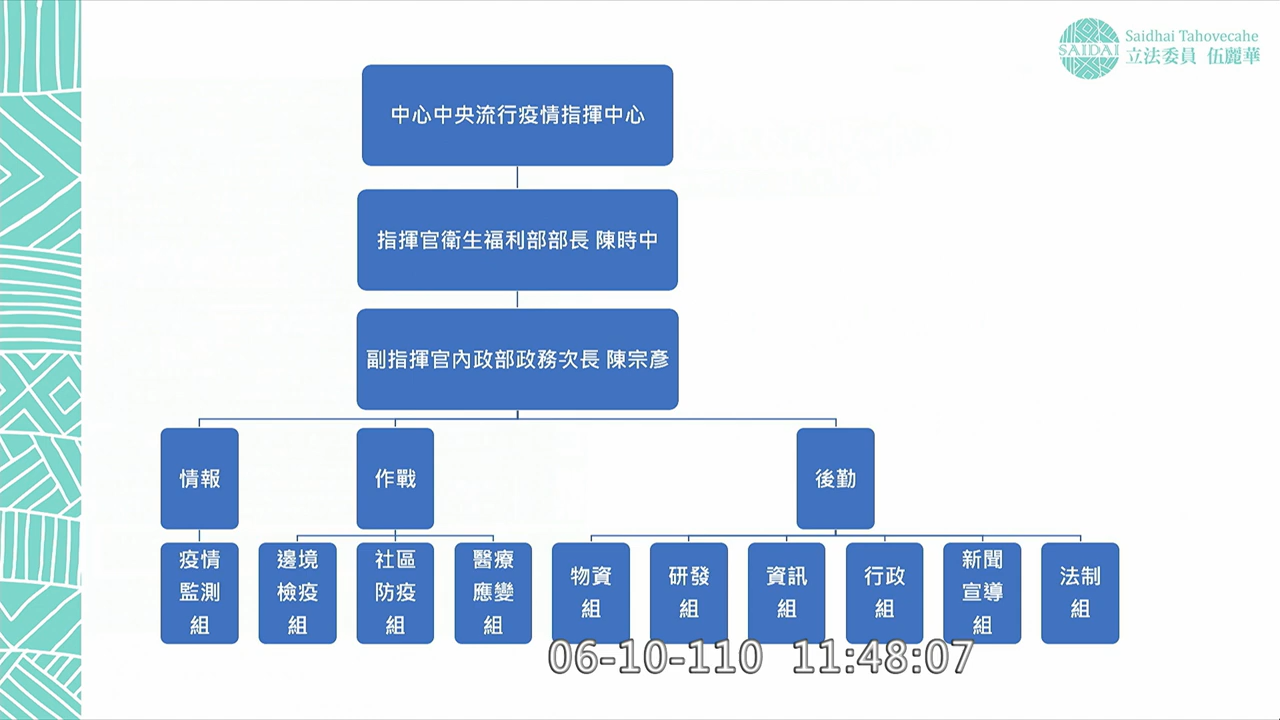 Saidhai Tahovecahe
SAIDAI
立法委員 伍麗華
中心中央流行疫情指揮中心
指揮官衛生福利部部長 陳時中
副指揮官內政部政務次長 陳宗彥
情報
作戰
後勤
疫情
監測
組
邊境
檢疫
組
社區
防疫
組
醫療
應變
組
物資
組
研發
組
資訊
組
行政
組
新聞
宣導
組
法制
組
06-10-110 11:48:07